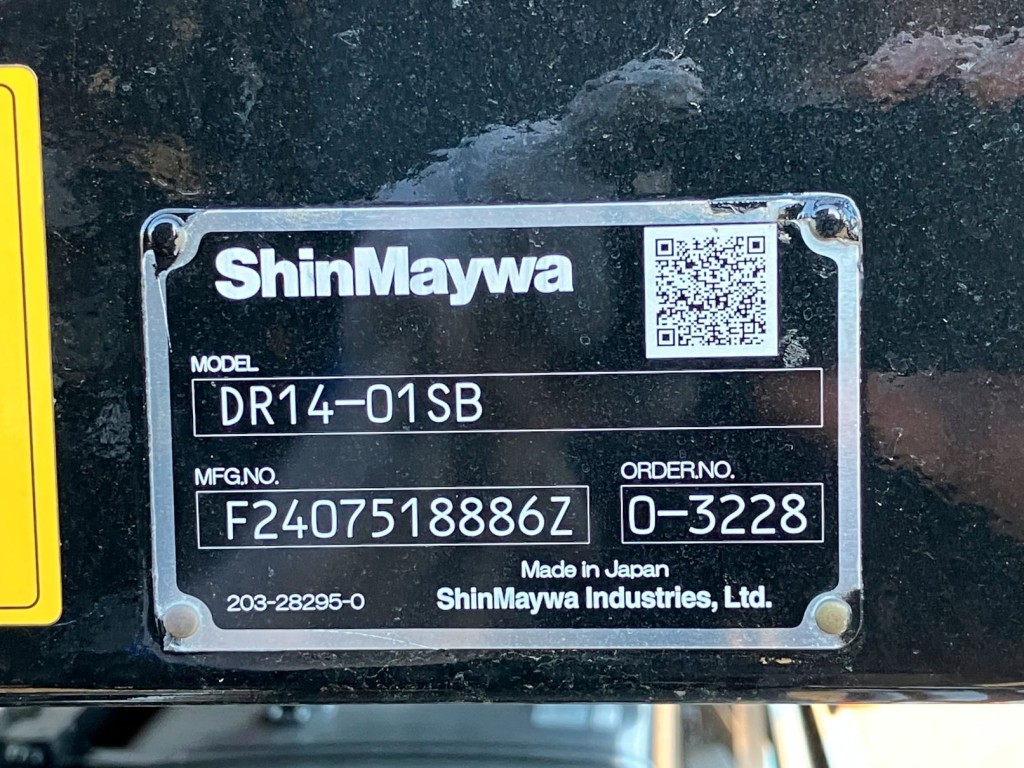 ShinMaywa
MODEL
DR14-01SB
MFG.NO.
ORDER.NO.
F2407518886Z
0-3228
Made in Japan
203-28295-0
ShinMaywa Industries, Ltd.